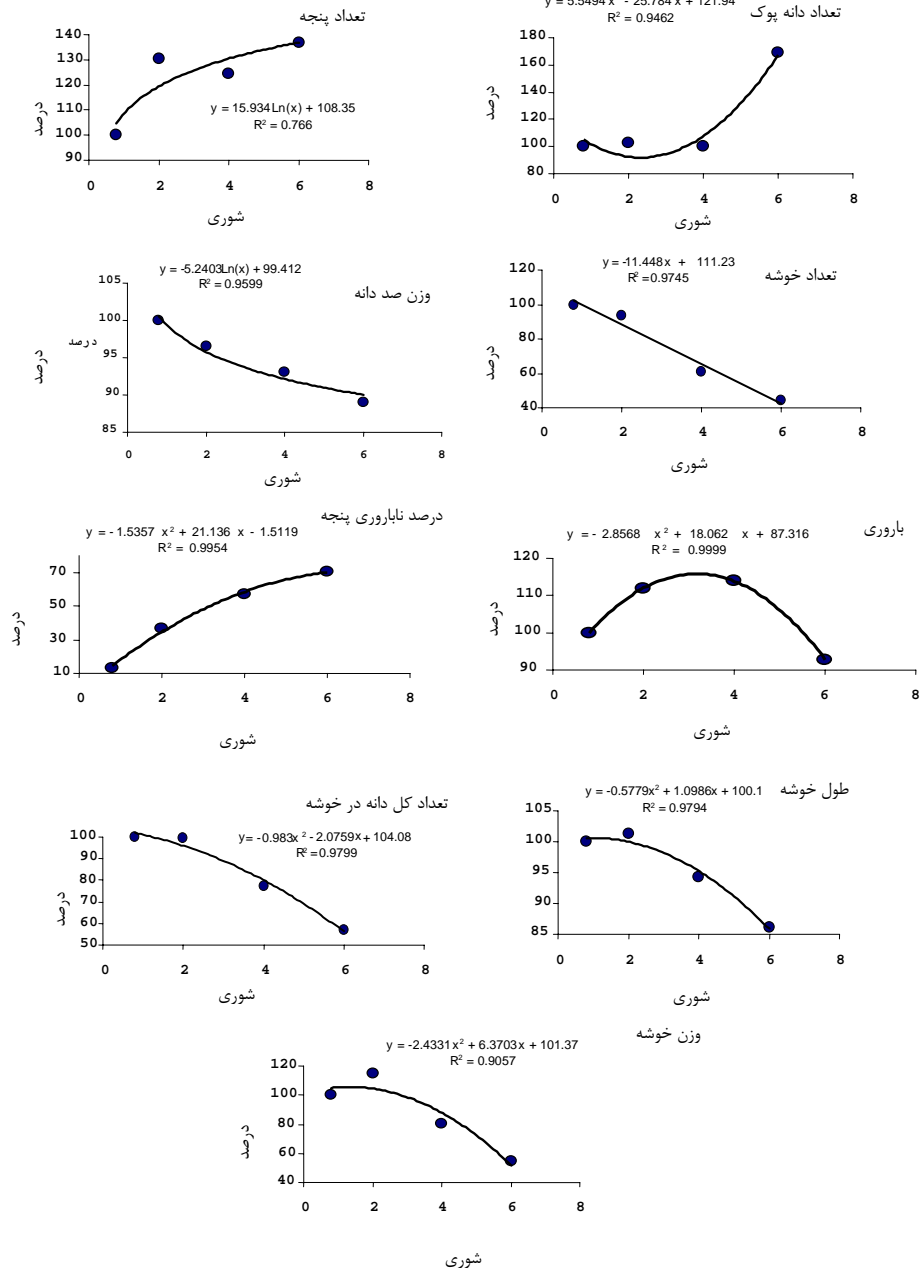 تعداد پنجه
y = 15.934Ln(x) + 108.35
R² = 0.766
140
130
120
110
100
90
0 2 4 6 8
درصد
شوری
y = 5.5494 x² - 25.784 x + 121.94
R² = 0.9462
تعداد دانه پوک
180
160
140
120
100
80
0 2 4 6 8
درصد
شوری
y = -5.2403Ln(x) + 99.412
R² = 0.9599
وزن صد دانه
105
100
95
90
85
0 2 4 6 8
درصد
درصد
شوری
y = -11.448x + 111.23
R² = 0.9745
تعداد خوشه
120
100
80
60
40
0 2 4 6 8
درصد
شوری
درصد ناباروری پنجه
y = - 1.5357 x² + 21.136 x - 1.5119
R² = 0.9954
70
50
30
10
0 2 4 6 8
درصد
شوری
باروری
y = - 2.8568 x² + 18.062 x + 87.316
R² = 0.9999
120
110
100
90
0 2 4 6 8
درصد
شوری
تعداد کل دانه در خوشه
y = -0.983x² - 2.0759x + 104.08
R² = 0.9799
100
90
80
70
60
50
0 2 4 6 8
درصد
شوری
طول خوشه
y = -0.5779x² + 1.0986x + 100.1
R² = 0.9794
105
100
95
90
85
0 2 4 6 8
درصد
شوری
وزن خوشه
y = -2.4331x² + 6.3703x + 101.37
R² = 0.9057
120
100
80
60
40
0 2 4 6 8
درصد
شوری